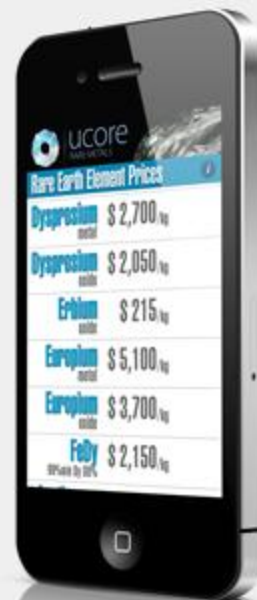 ucore
RARE METALS
Rare Earth Element Prices
Dysprosium $ 2,700/kg
metal
Dysprosium $ 2,050/kg
oxide
Erbium $ 215/kg
oxide
Europium $ 5,100/kg
metal
Europium $ 3,700/kg
oxide
FeDy $ 2,150/kg